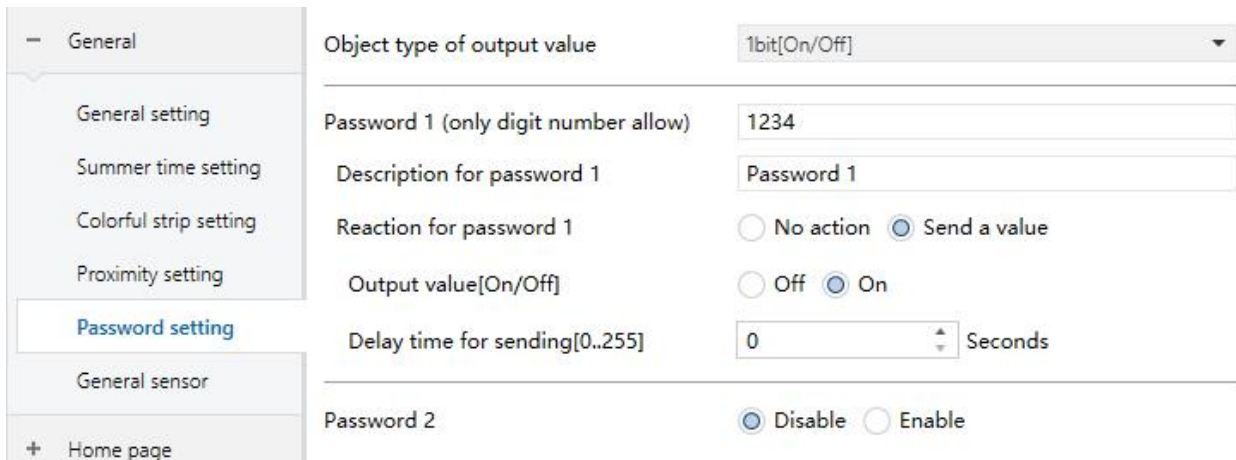 General
General setting
Summer time setting
Colorful strip setting
Proximity setting
Password setting
General sensor
Home page
Object type of output value 1bit[On/Off]
Password 1 (only digit number allow) 1234
Description for password 1 Password 1
Reaction for password 1 No action Send a value
Output value[On/Off] Off On
Delay time for sending[0..255] 0 Seconds
Password 2 Disable Enable